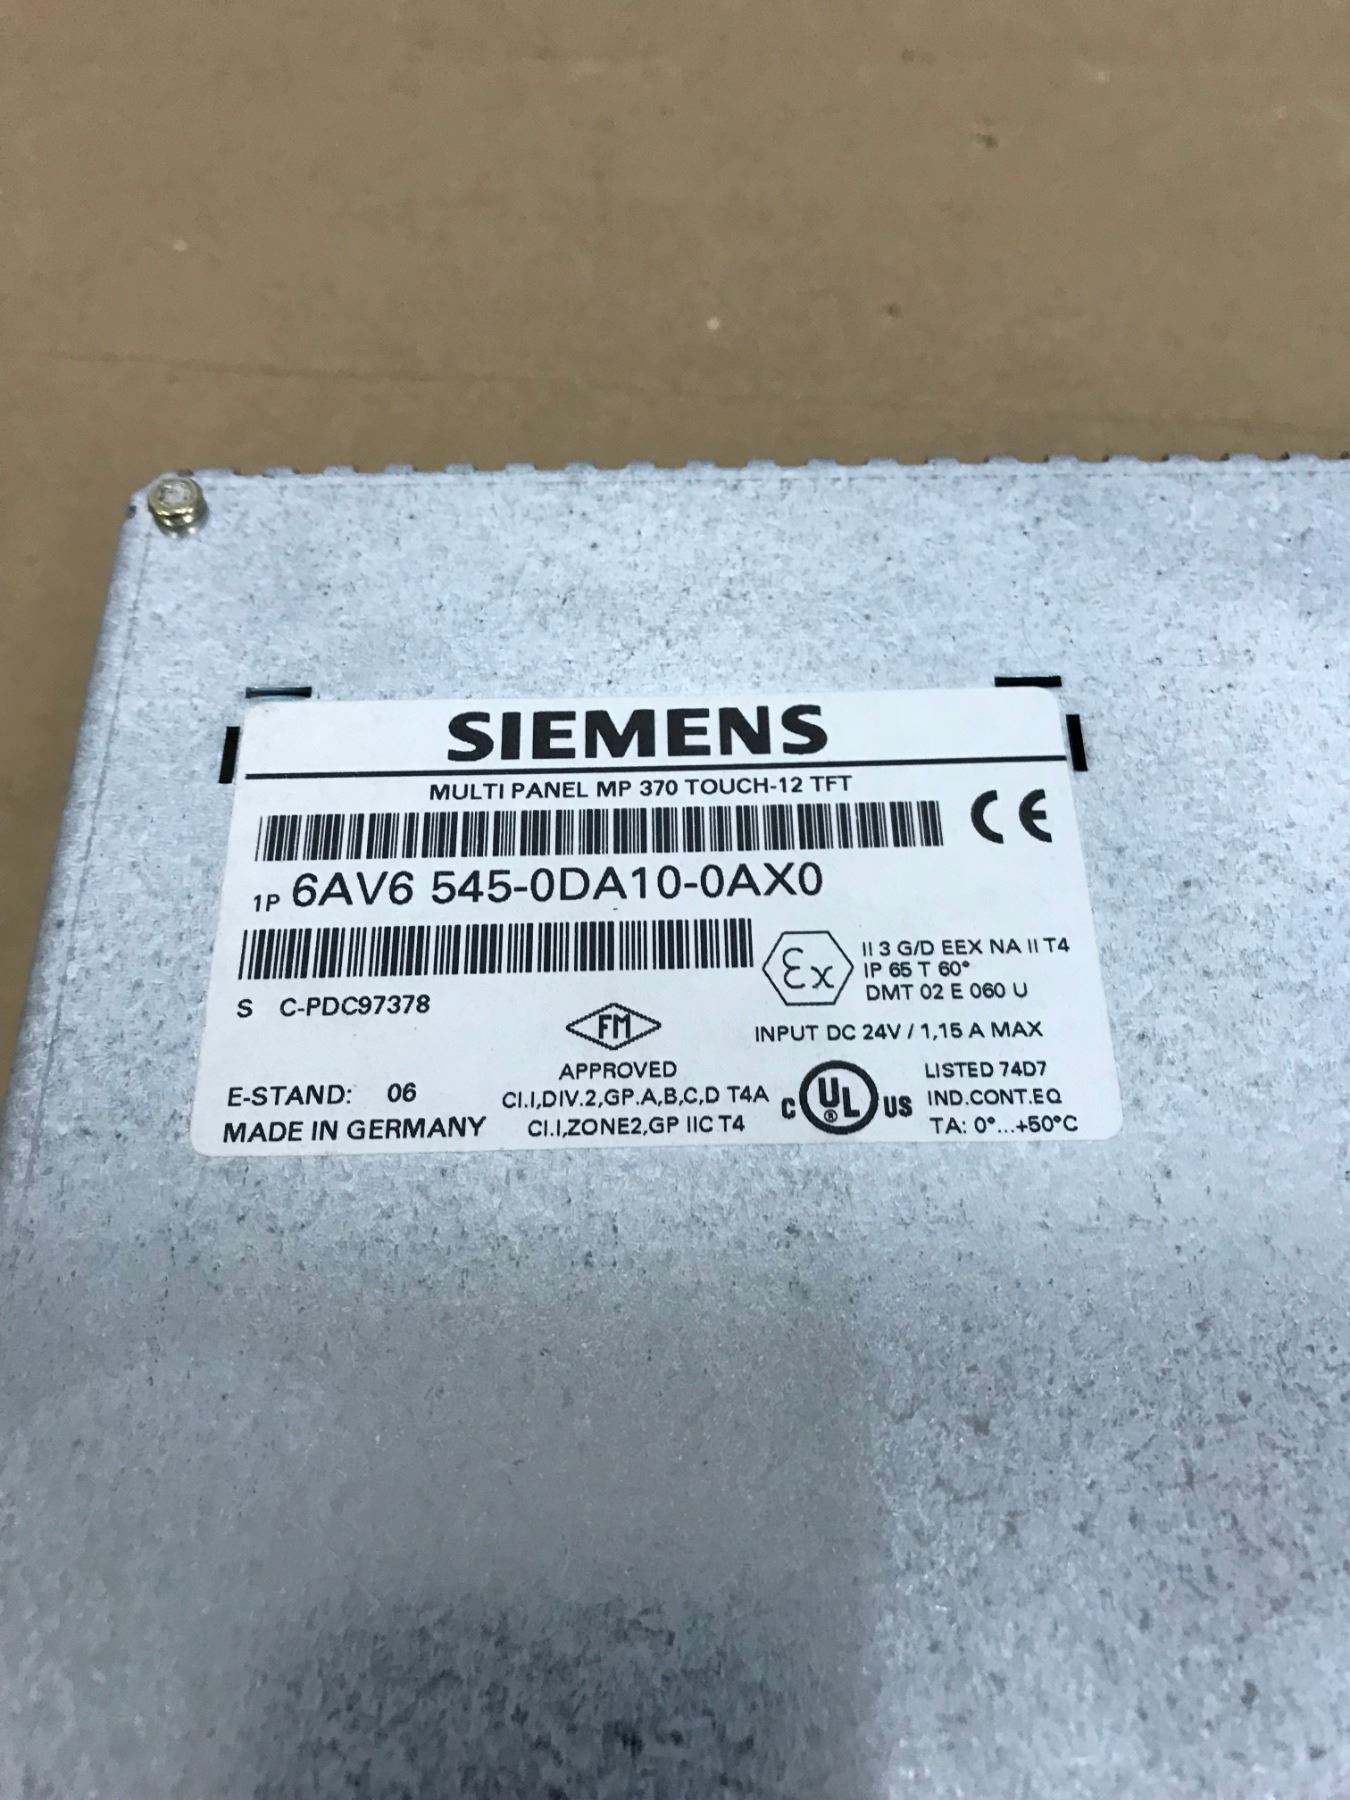 SIEMENS
MULTI PANEL MP 370 TOUCH-12 TFT
CE
1P 6AV6 545-0DA10-0AX0
Ex
II 3 G/D EEX NA II T4
IP 65 T 60°
DMT 02 E 060 U
S C-PDC97378
FM
APPROVED
INPUT DC 24V / 1,15 A MAX
E-STAND: 06
CI.I,DIV.2,GP.A,B,C,D T4A
CI.I,ZONE2,GP IIC T4
MADE IN GERMANY
C UL ® US
LISTED 74D7
IND.CONT.EQ
TA: 0°...+50°C